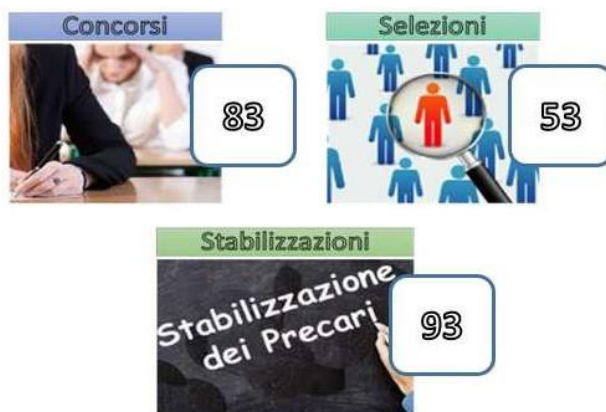 Concorsi
83
Selezioni
53
Stabilizzazioni
Stabilizzazione
dei Precari
93